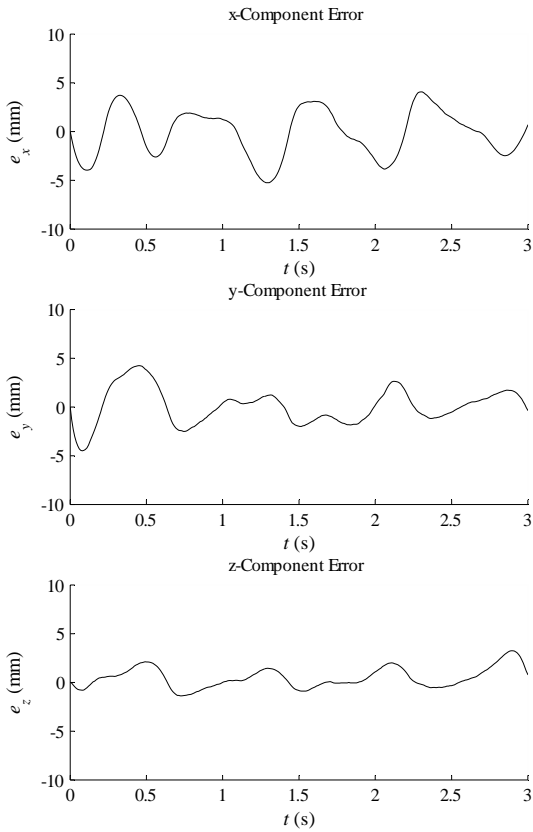 x-Component Error
10
5
0
-5
-10
e_x (mm)
0 0.5 1 1.5 2 2.5 3
t (s)
y-Component Error
10
5
0
-5
-10
e_y (mm)
0 0.5 1 1.5 2 2.5 3
t (s)
z-Component Error
10
5
0
-5
-10
e_z (mm)
0 0.5 1 1.5 2 2.5 3
t (s)